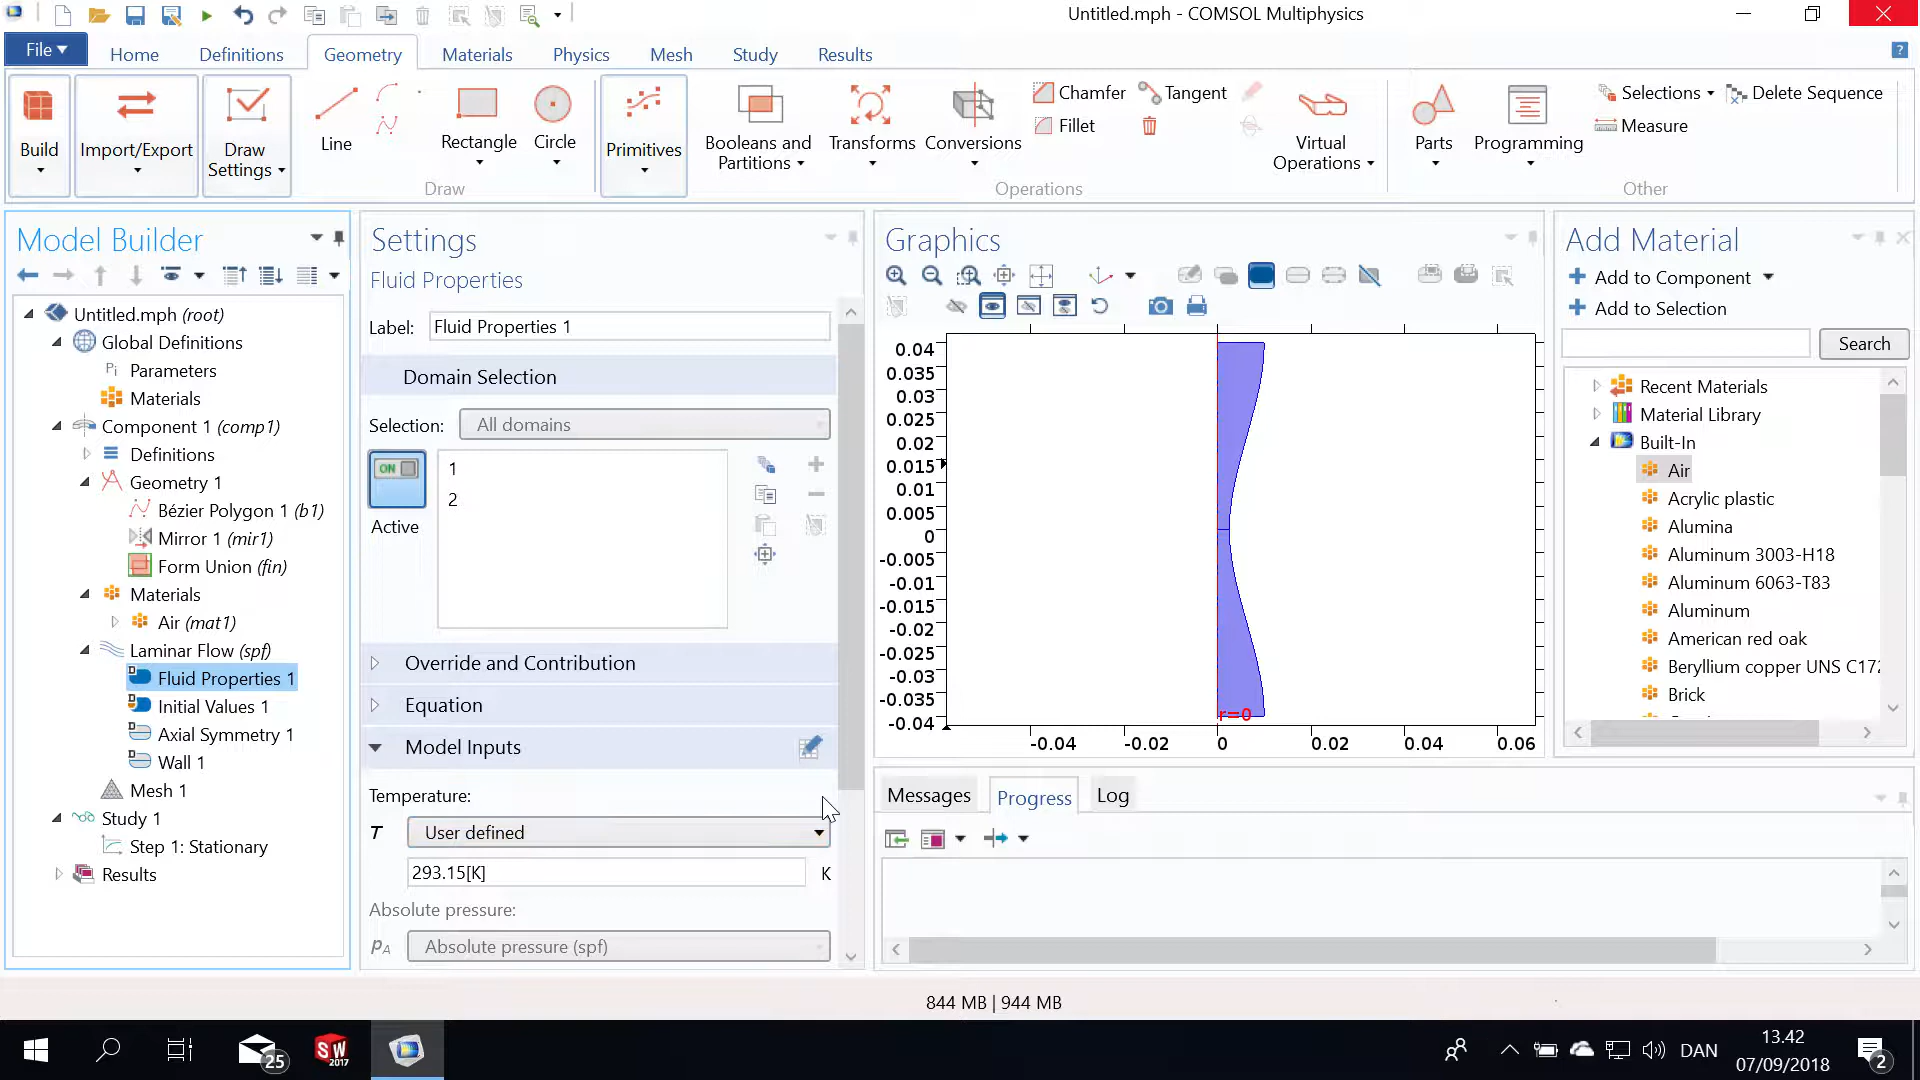 Untitled.mph - COMSOL Multiphysics
File
Home
Definitions
Geometry
Materials
Physics
Mesh
Study
Results
Build
Import/Export
Draw
Settings
Line
Rectangle
Circle
Draw
Primitives
Booleans and
Partitions
Transforms
Conversions
Chamfer
Tangent
Fillet
Virtual
Operations
Operations
Parts
Programming
Selections
Delete Sequence
Measure
Other
Model Builder
Untitled.mph (root)
Global Definitions
Pi Parameters
Materials
Component 1 (comp1)
Definitions
Geometry 1
Bézier Polygon 1 (b1)
Mirror 1 (mir1)
Form Union (fin)
Materials
Air (mat1)
Laminar Flow (spf)
Fluid Properties 1
Initial Values 1
Axial Symmetry 1
Wall 1
Mesh 1
Study 1
Step 1: Stationary
Results
Settings
Fluid Properties
Label: Fluid Properties 1
Domain Selection
Selection: All domains
ON
Active
1
2
Override and Contribution
Equation
Model Inputs
Temperature:
T User defined
293.15[K] K
Absolute pressure:
pA Absolute pressure (spf)
Graphics
0.04
0.035
0.03
0.025
0.02
0.015
0.01
0.005
0
-0.005
-0.01
-0.015
-0.02
-0.025
-0.03
-0.035
-0.04
r=0
-0.04 -0.02 0 0.02 0.04 0.06
Messages
Progress
Log
Add Material
Add to Component
Add to Selection
Search
Recent Materials
Material Library
Built-In
Air
Acrylic plastic
Alumina
Aluminum 3003-H18
Aluminum 6063-T83
Aluminum
American red oak
Beryllium copper UNS C172
Brick
844 MB | 944 MB
25
SW
2017
DAN
13.42
07/09/2018
2